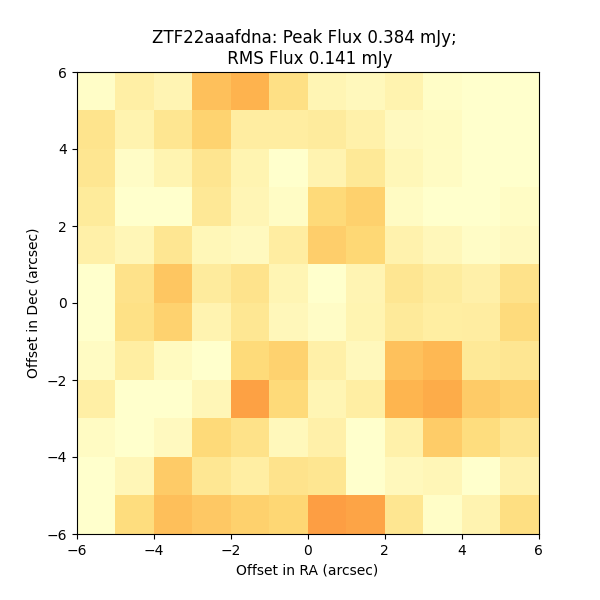 ZTF22aaafdna: Peak Flux 0.384 mJy;
RMS Flux 0.141 mJy
6
4
2
0
−2
−4
−6
Offset in Dec (arcsec)
−6 −4 −2 0 2 4 6
Offset in RA (arcsec)